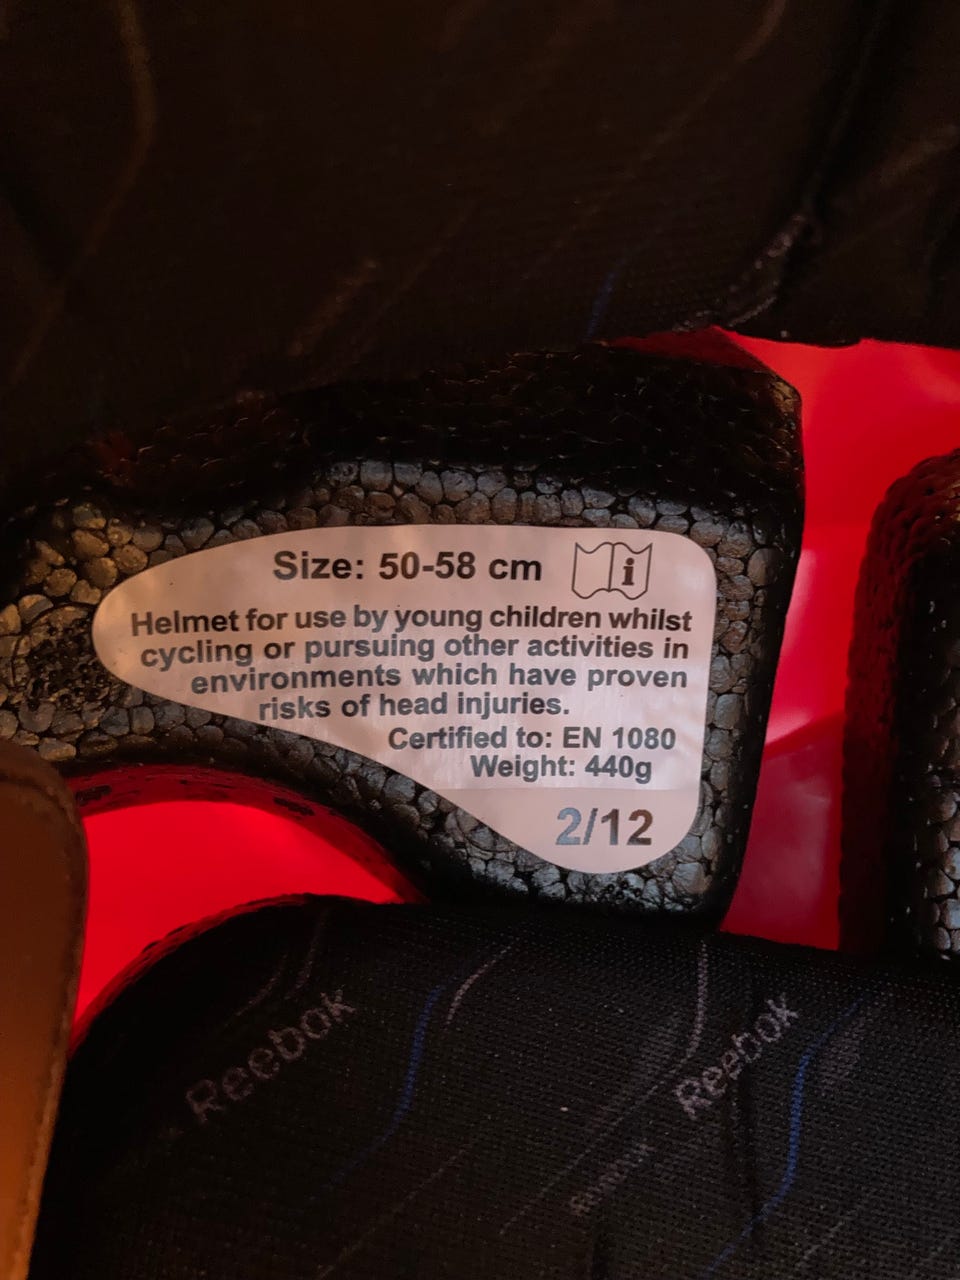 Size: 50-58 cm
i
Helmet for use by young children whilst
cycling or pursuing other activities in
environments which have proven
risks of head injuries.
Certified to: EN 1080
Weight: 440g
2/12
Reebok
Reebok